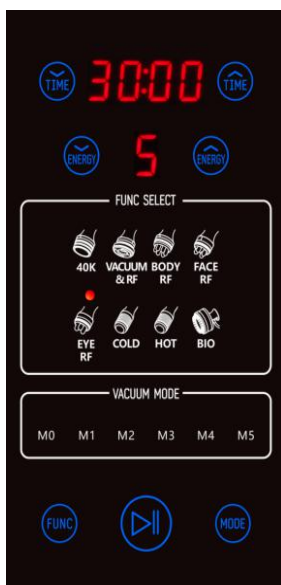 TIME 30:00 TIME
ENERGY 5 ENERGY
FUNC SELECT
40K VACUUM & RF BODY RF FACE RF
EYE RF COLD HOT BIO
VACUUM MODE
M0 M1 M2 M3 M4 M5
FUNC MODE